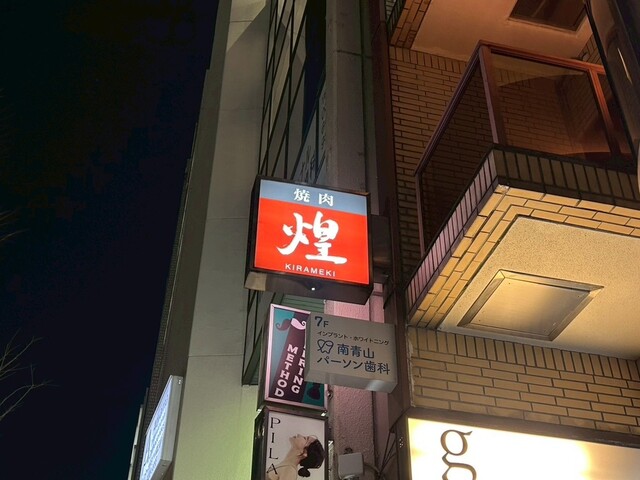 焼肉
煌
KIRAMEKI
7F
インプラント・ホワイトニング
南青山
パーソン歯科
METHOD
PILA
g